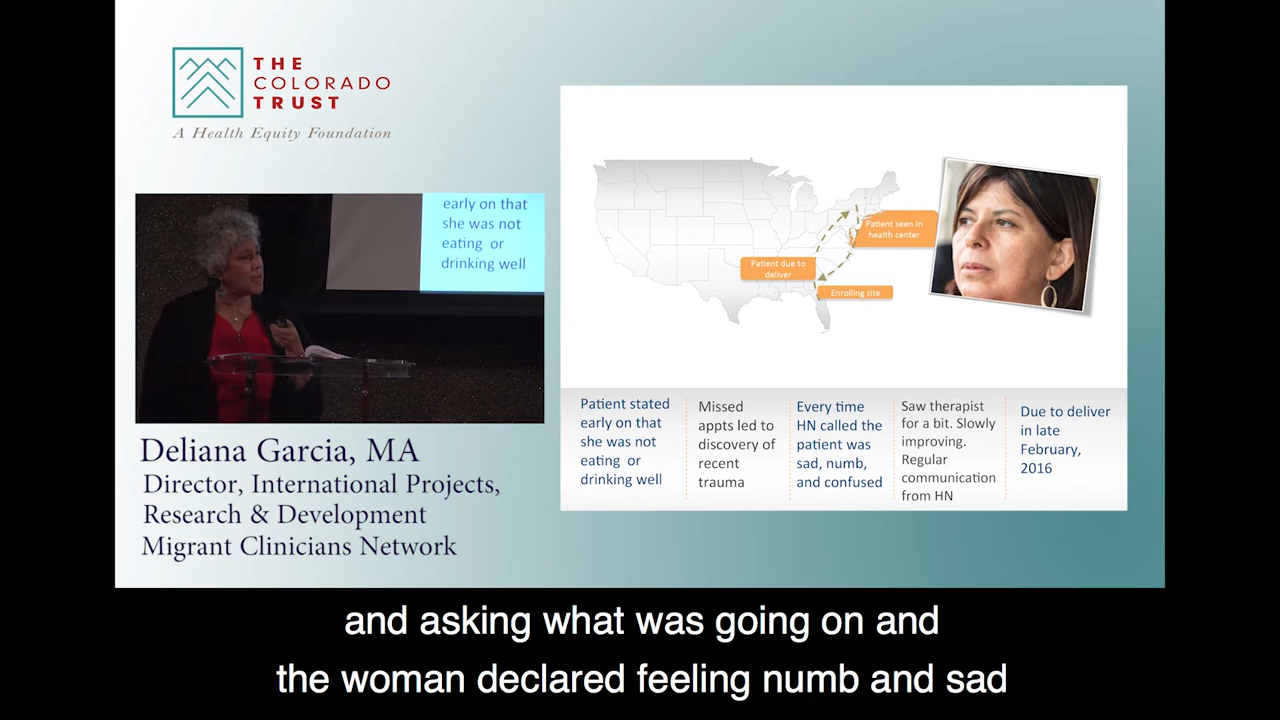 THE
COLORADO
TRUST
A Health Equity Foundation
early on that
she was not
eating or
drinking well
Deliana Garcia, MA
Director, International Projects,
Research & Development
Migrant Clinicians Network
Patient seen in
health center
Patient due to
deliver
Enrolling site
Patient stated
early on that
she was not
eating or
drinking well
Missed
appts led to
discovery of
recent
trauma
Every time
HN called the
patient was
sad, numb,
and confused
Saw therapist
for a bit. Slowly
improving.
Regular
communication
from HN
Due to deliver
in late
February,
2016
and asking what was going on and
the woman declared feeling numb and sad